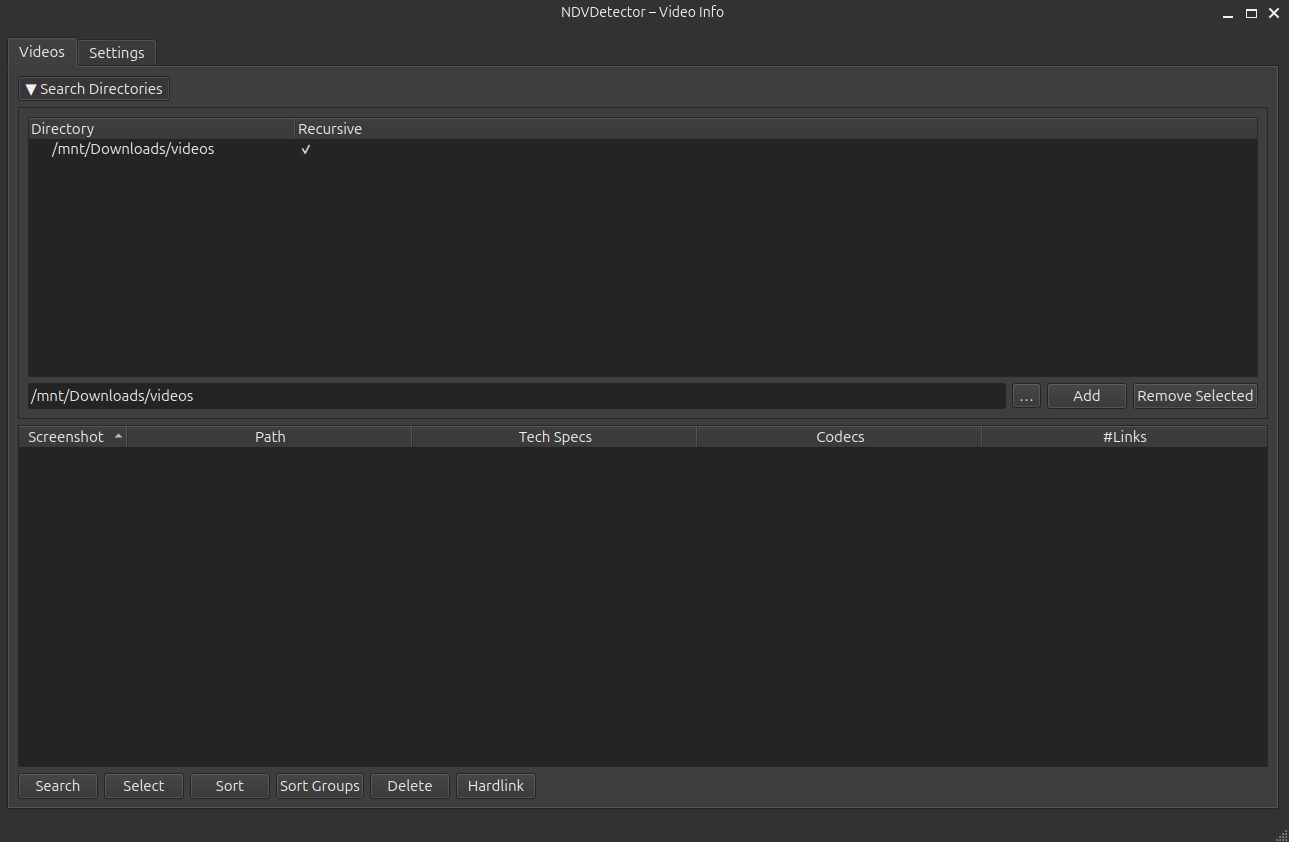 NDVDetector – Video Info
Videos Settings
▼ Search Directories
Directory Recursive
/mnt/Downloads/videos ✓
/mnt/Downloads/videos ... Add Remove Selected
Screenshot Path Tech Specs Codecs #Links
Search Select Sort Sort Groups Delete Hardlink